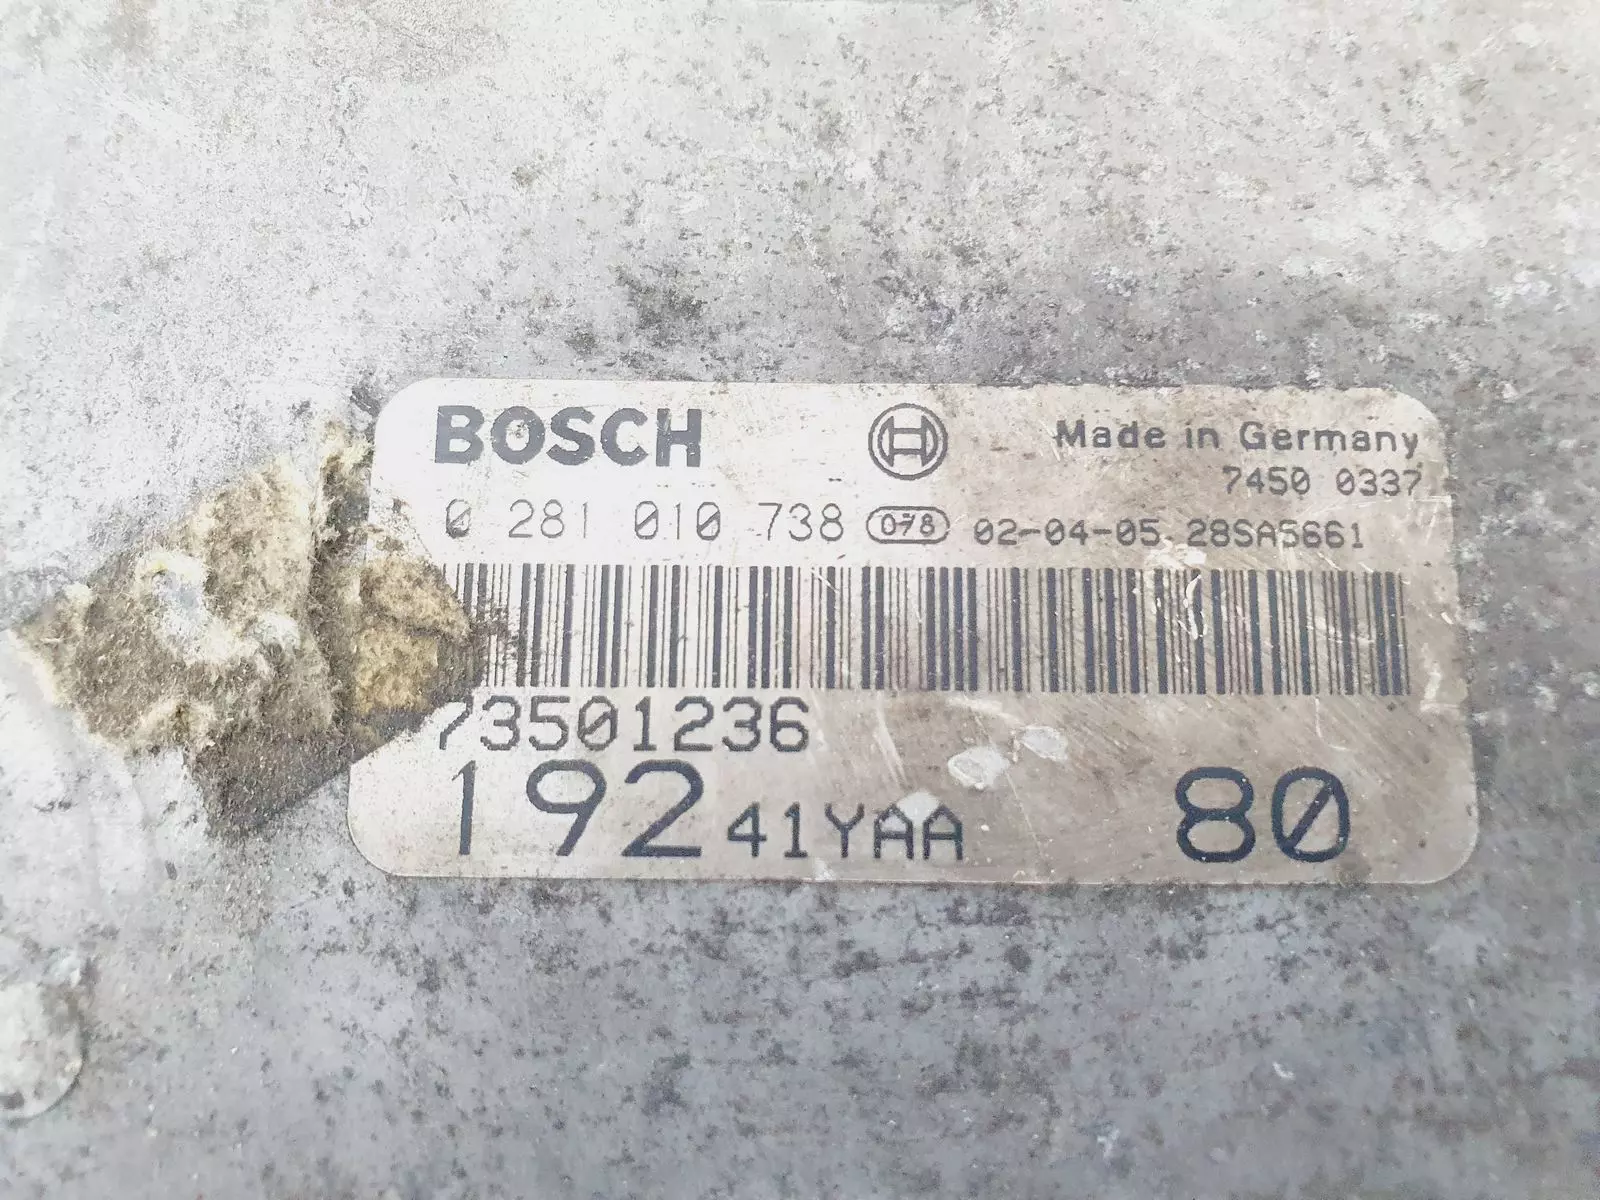 BOSCH
Made in Germany
7450 0337
0 281 010 738 078 02-04-05 28SA5661
73501236
192 41YAA 80